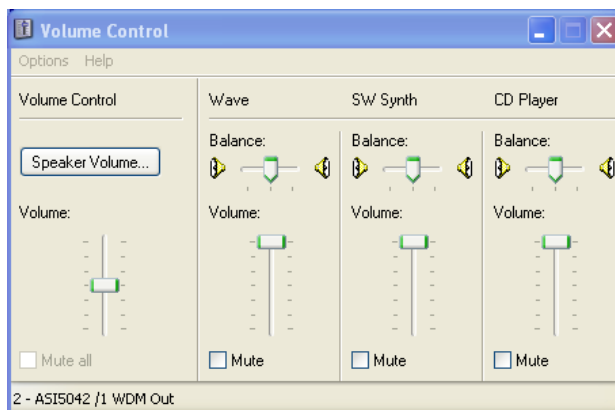 Volume Control
Options Help
Volume Control Wave SW Synth CD Player
Balance: Balance: Balance:
Speaker Volume...
Volume: Volume: Volume: Volume:
Mute all Mute Mute Mute
2 - ASI5042 /1 WDM Out